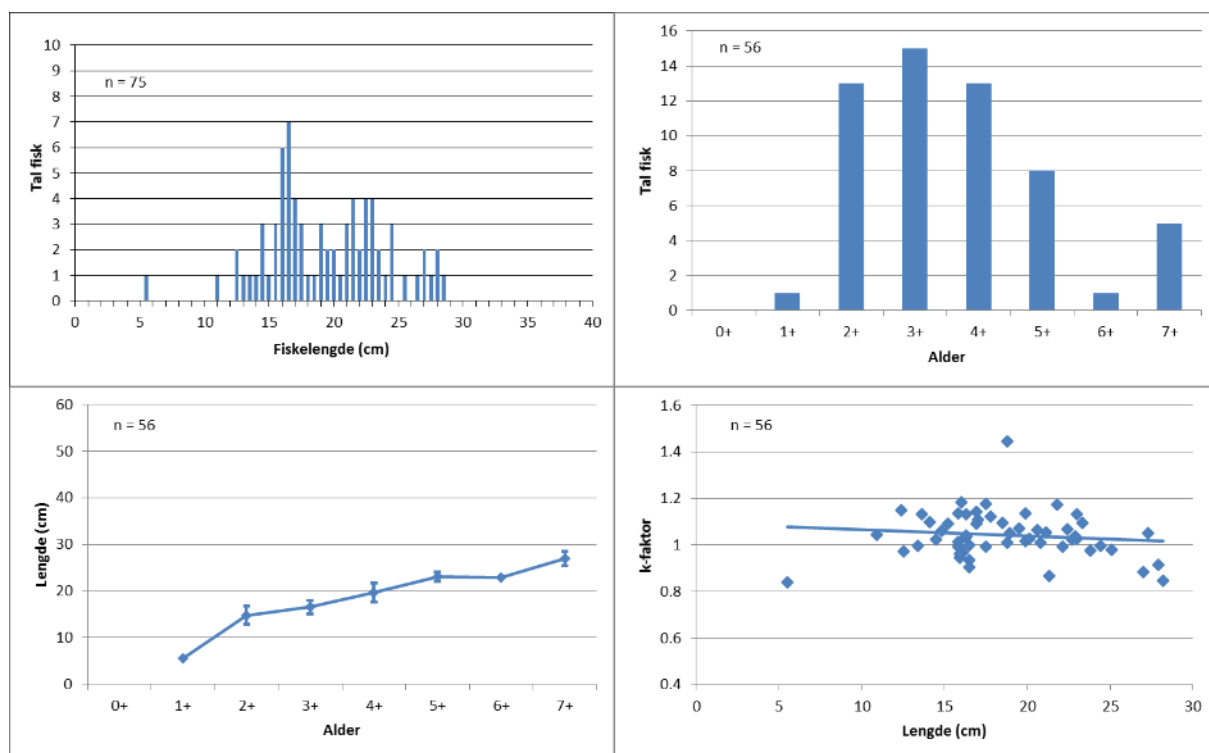 10
9
n = 75
8
7
6
5
4
3
2
1
0
Tal fisk
0 5 10 15 20 25 30 35 40
Fiskelengde (cm)
16
n = 56
14
12
10
8
6
4
2
0
Tal fisk
0+ 1+ 2+ 3+ 4+ 5+ 6+ 7+
Alder
60
n = 56
50
40
30
20
10
0
Lengde (cm)
0+ 1+ 2+ 3+ 4+ 5+ 6+ 7+
Alder
1.6
n = 56
1.4
1.2
1
0.8
0.6
0.4
k-faktor
0 5 10 15 20 25 30
Lengde (cm)